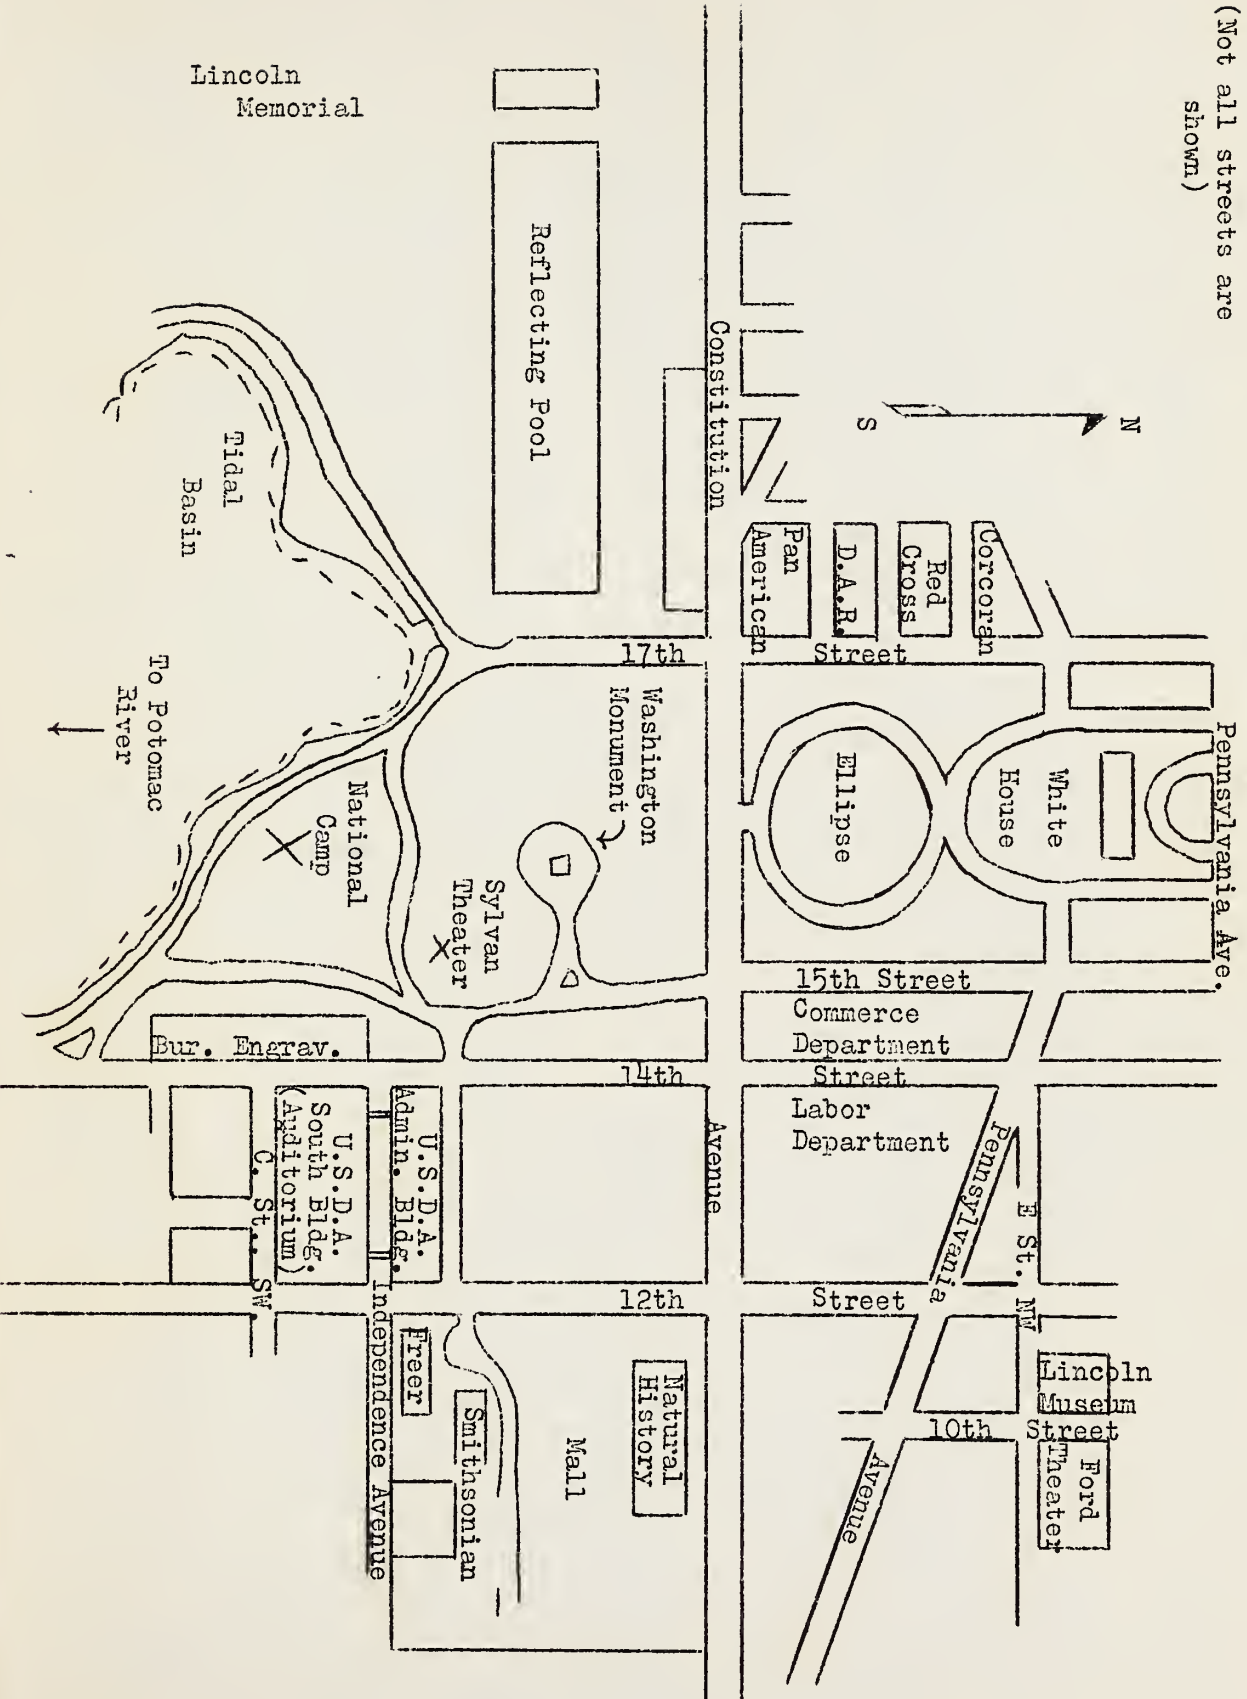 (Not all streets are
shown)
Lincoln
Memorial
Reflecting Pool
Constitution
N
S
Tidal
Basin
Pan
American
D.A.R.
Red
Cross
Corcoran
17th Street
To Potomac
River
Washington
Monument
Ellipse
White
House
Pennsylvania Ave.
National
Camp
Sylvan
Theater
15th Street
Commerce
Department
Bur. Engrav.
14th Street
Labor
Department
U.S.D.A.
Admin. Bldg.
U.S.D.A.
South Bldg.
(Auditorium)
C. St., SW.
Avenue
Pennsylvania
E St. NW
12th Street
Independence Avenue
Freer
Smithsonian
Mall
Natural
History
Lincoln
Museum
10th Street
Ford
Theater
Avenue